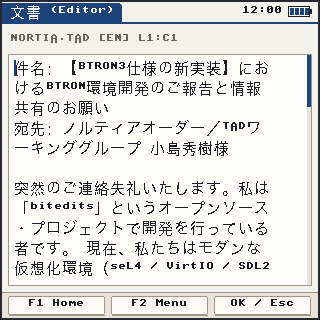 文書 (Editor) 12:00
NORTIA.TAD [EN] L1:C1
件名: 【BTRON3仕様の新実装】にお
けるBTRON環境開発のご報告と情報
共有のお願い
宛先: ノルティアオーダー/TADワ
ーキンググループ 小島秀樹様
突然のご連絡失礼いたします。私は
「bitedits」というオープンソース
・プロジェクトで開発を行っている
者です。 現在、私たちはモダンな
仮想化環境 (seL4 / VirtIO / SDL2
F1 Home F2 Menu OK / Esc